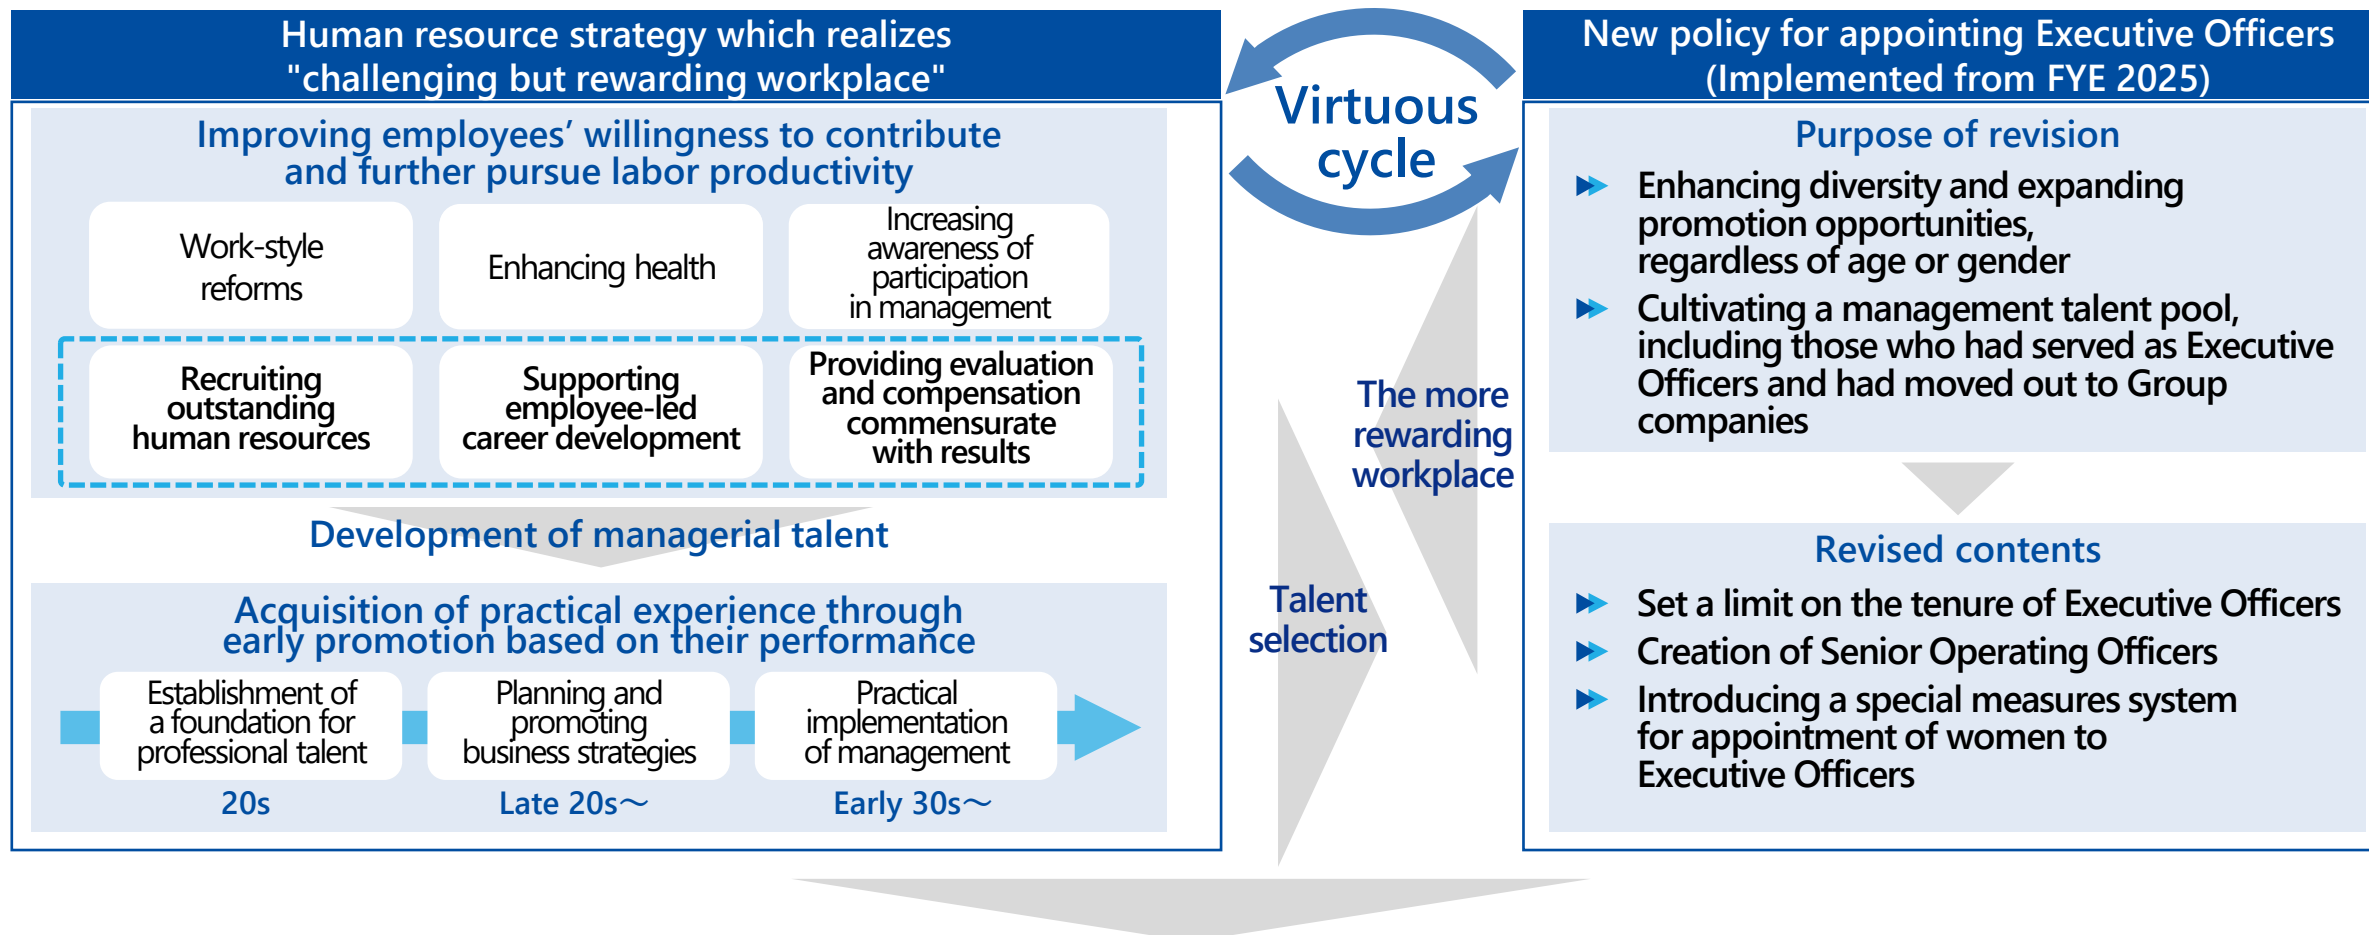 Human resource strategy which realizes
"challenging but rewarding workplace"
Improving employees’ willingness to contribute
and further pursue labor productivity
Work-style
reforms
Enhancing health
Increasing
awareness of
participation
in management
Recruiting
outstanding
human resources
Supporting
employee-led
career development
Providing evaluation
and compensation
commensurate
with results
Development of managerial talent
Acquisition of practical experience through
early promotion based on their performance
Establishment of
a foundation for
professional talent
Planning and
promoting
business strategies
Practical
implementation
of management
20s
Late 20s～
Early 30s～
Virtuous
cycle
The more
rewarding
workplace
Talent
selection
New policy for appointing Executive Officers
(Implemented from FYE 2025)
Purpose of revision
Enhancing diversity and expanding
promotion opportunities,
regardless of age or gender
Cultivating a management talent pool,
including those who had served as Executive
Officers and had moved out to Group
companies
Revised contents
Set a limit on the tenure of Executive Officers
Creation of Senior Operating Officers
Introducing a special measures system
for appointment of women to
Executive Officers